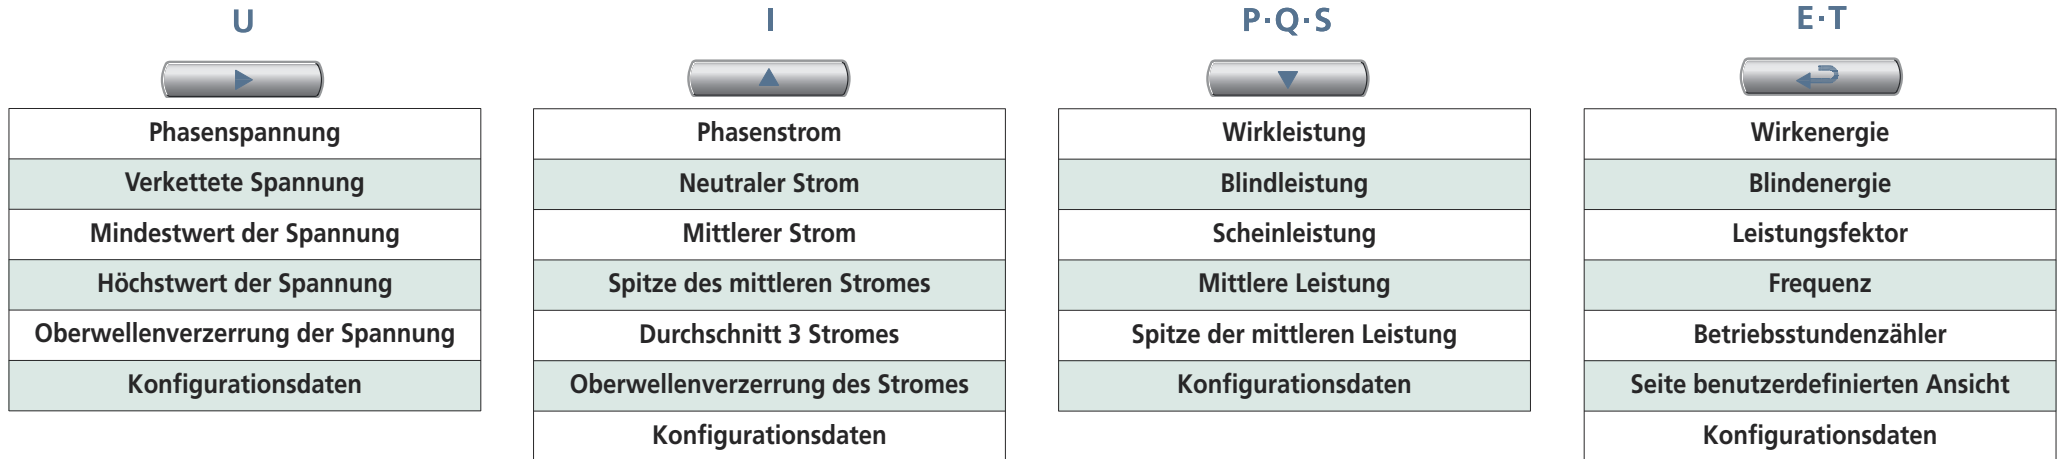 U
Phasenspannung
Verkettete Spannung
Mindestwert der Spannung
Höchstwert der Spannung
Oberwellenverzerrung der Spannung
Konfigurationsdaten
I
Phasenstrom
Neutraler Strom
Mittlerer Strom
Spitze des mittleren Stromes
Durchschnitt 3 Stromes
Oberwellenverzerrung des Stromes
Konfigurationsdaten
P·Q·S
Wirkleistung
Blindleistung
Scheinleistung
Mittlere Leistung
Spitze der mittleren Leistung
Konfigurationsdaten
E·T
Wirkenergie
Blindenergie
Leistungsfektor
Frequenz
Betriebsstundenzähler
Seite benutzerdefinierten Ansicht
Konfigurationsdaten